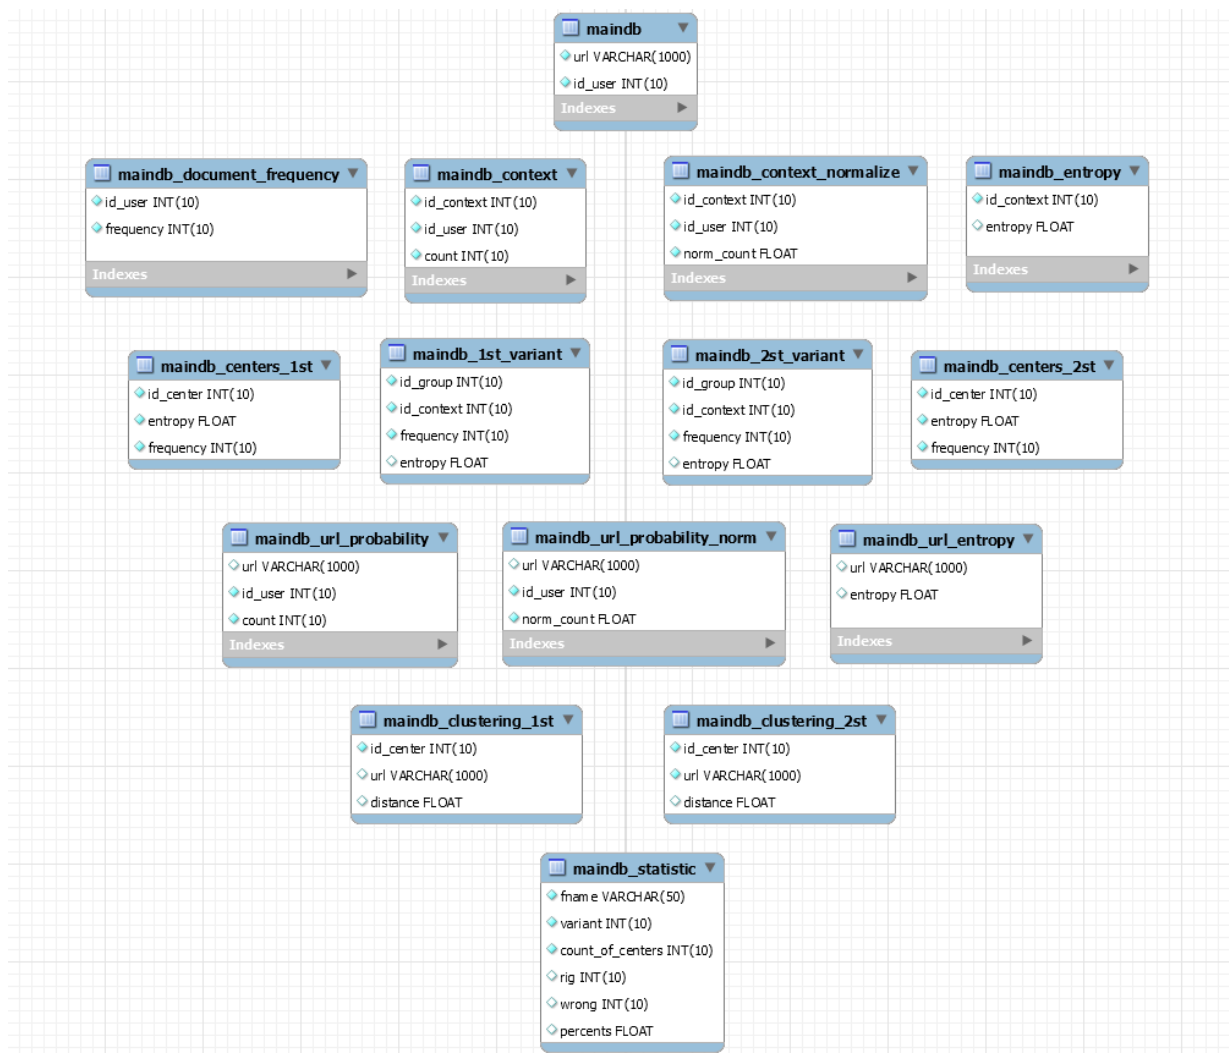 maindb
url VARCHAR(1000)
id_user INT(10)
Indexes
maindb_document_frequency
id_user INT(10)
frequency INT(10)
Indexes
maindb_context
id_context INT(10)
id_user INT(10)
count INT(10)
Indexes
maindb_context_normalize
id_context INT(10)
id_user INT(10)
norm_count FLOAT
Indexes
maindb_entropy
id_context INT(10)
entropy FLOAT
Indexes
maindb_centers_1st
id_center INT(10)
entropy FLOAT
frequency INT(10)
maindb_1st_variant
id_group INT(10)
id_context INT(10)
frequency INT(10)
entropy FLOAT
maindb_2st_variant
id_group INT(10)
id_context INT(10)
frequency INT(10)
entropy FLOAT
maindb_centers_2st
id_center INT(10)
entropy FLOAT
frequency INT(10)
maindb_url_probability
url VARCHAR(1000)
id_user INT(10)
count INT(10)
Indexes
maindb_url_probability_norm
url VARCHAR(1000)
id_user INT(10)
norm_count FLOAT
Indexes
maindb_url_entropy
url VARCHAR(1000)
entropy FLOAT
Indexes
maindb_clustering_1st
id_center INT(10)
url VARCHAR(1000)
distance FLOAT
maindb_clustering_2st
id_center INT(10)
url VARCHAR(1000)
distance FLOAT
maindb_statistic
fname VARCHAR(50)
variant INT(10)
count_of_centers INT(10)
rig INT(10)
wrong INT(10)
percents FLOAT